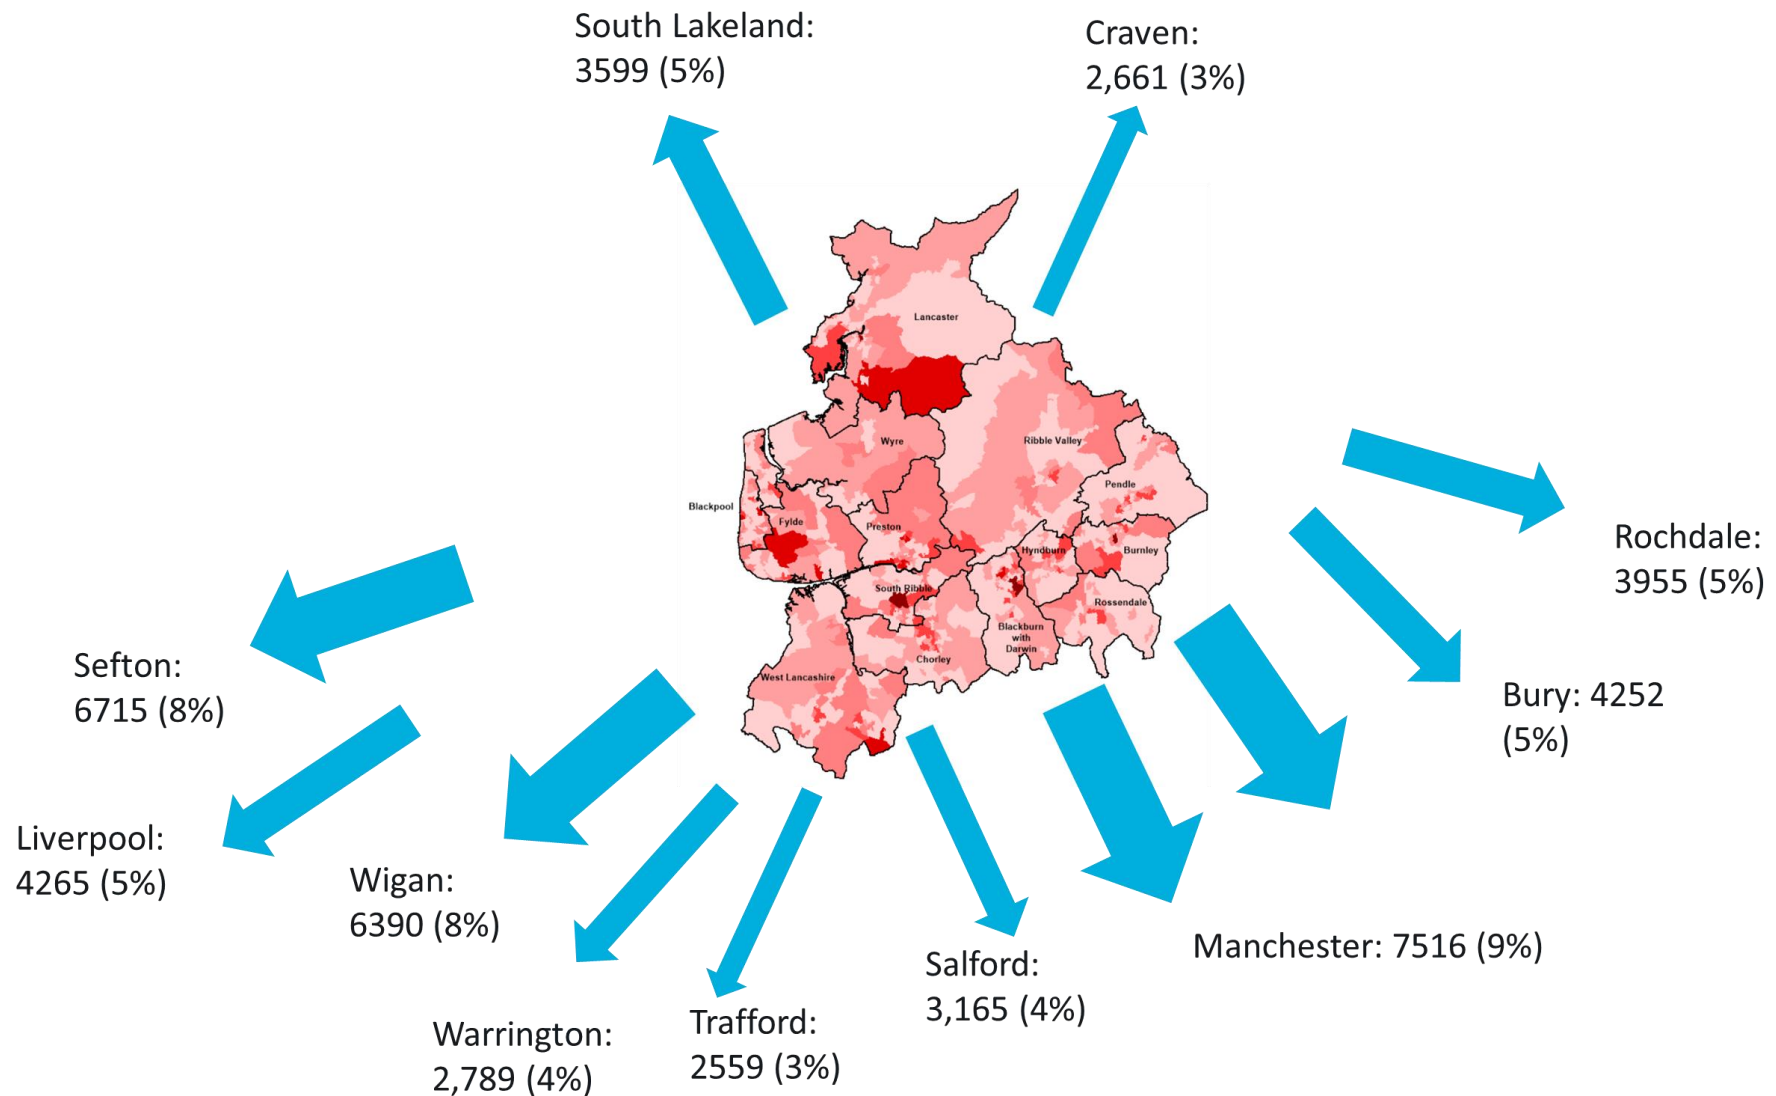 South Lakeland:
3599 (5%)
Craven:
2,661 (3%)
Lancaster
Wyre
Ribble Valley
Pendle
Blackpool
Fylde
Preston
Hyndburn
Burnley
South Ribble
Rossendale
Blackburn
with
Darwin
Chorley
West Lancashire
Rochdale:
3955 (5%)
Bury: 4252
(5%)
Sefton:
6715 (8%)
Liverpool:
4265 (5%)
Wigan:
6390 (8%)
Manchester: 7516 (9%)
Salford:
3,165 (4%)
Warrington:
2,789 (4%)
Trafford:
2559 (3%)